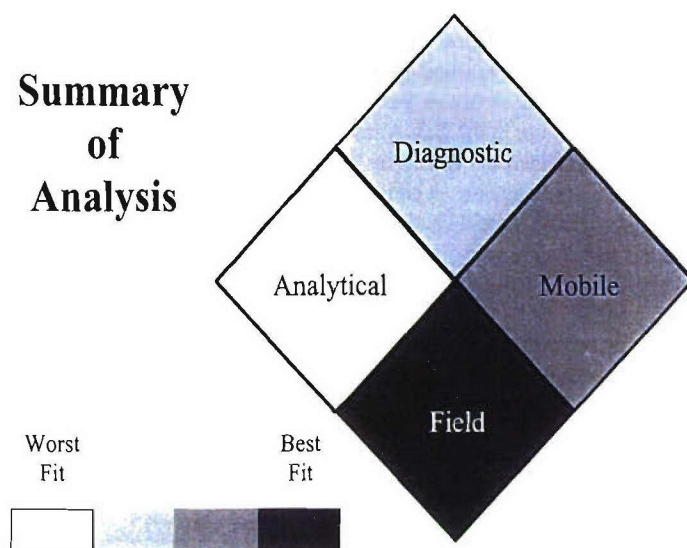 Summary
of
Analysis
Diagnostic
Analytical
Mobile
Field
Worst
Fit
Best
Fit